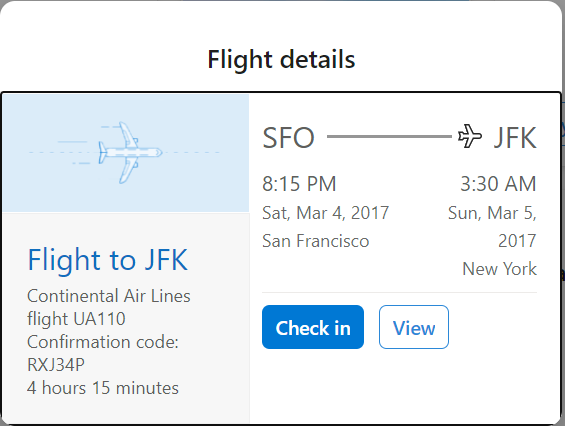 Flight details
Flight to JFK
Continental Air Lines
flight UA110
Confirmation code:
RXJ34P
4 hours 15 minutes
SFO JFK
8:15 PM 3:30 AM
Sat, Mar 4, 2017 Sun, Mar 5,
San Francisco 2017
New York
Check in View